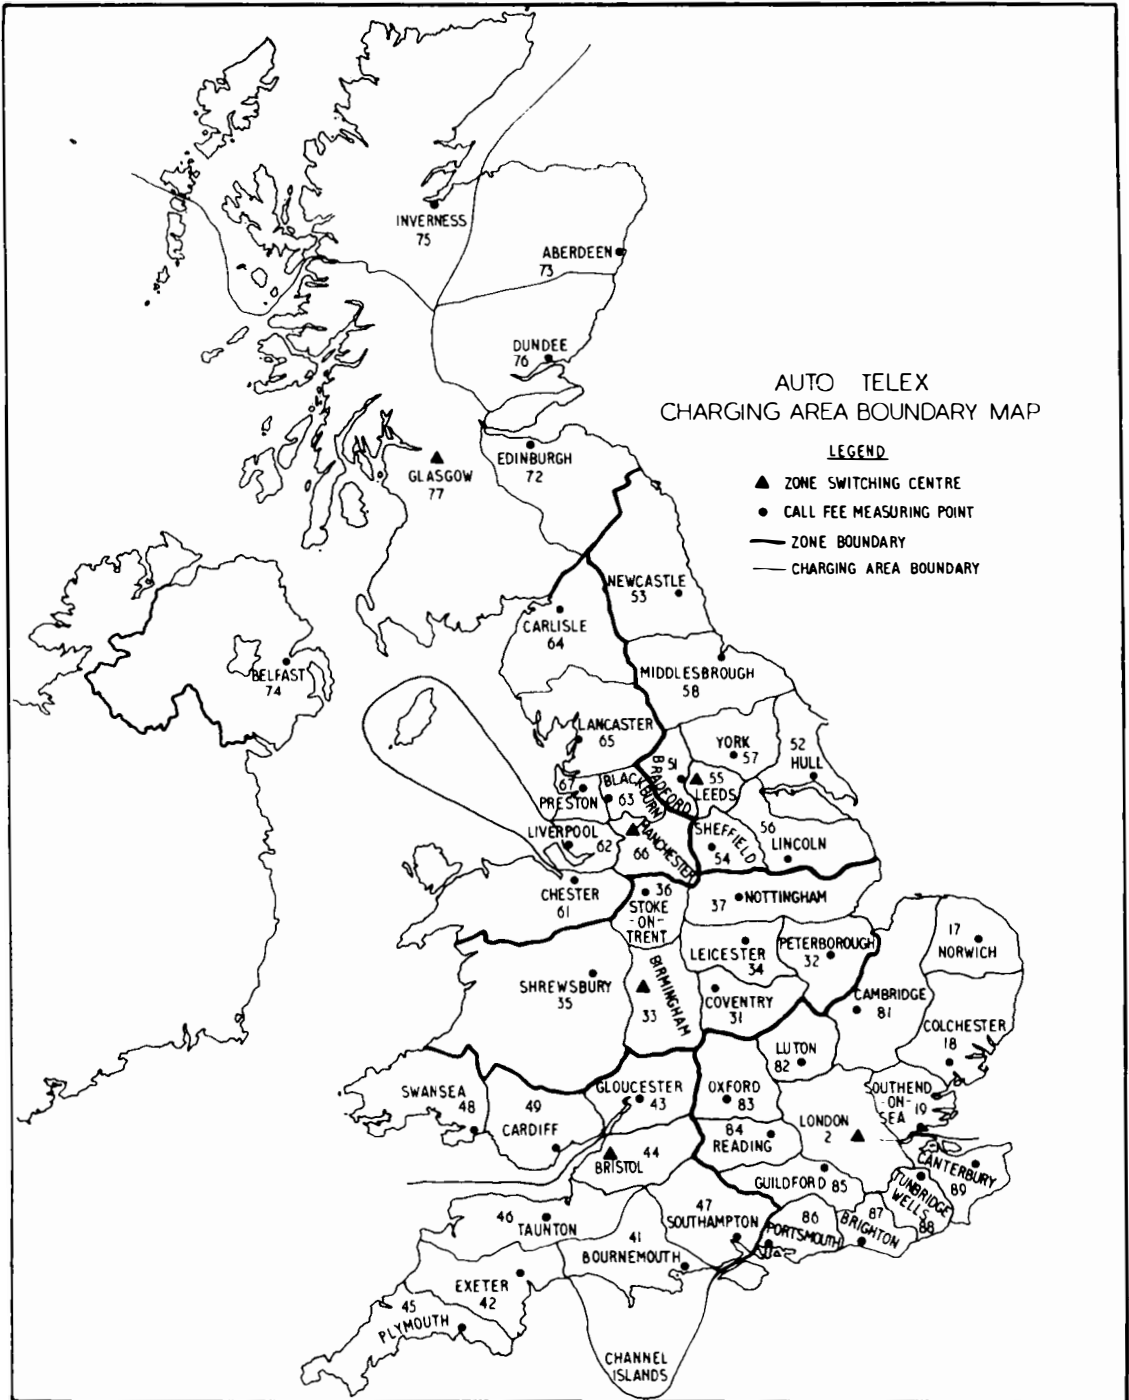 INVERNESS
75
ABERDEEN
73
DUNDEE
76
AUTO TELEX
CHARGING AREA BOUNDARY MAP
LEGEND
ZONE SWITCHING CENTRE
CALL FEE MEASURING POINT
ZONE BOUNDARY
CHARGING AREA BOUNDARY
EDINBURGH
72
GLASGOW
77
NEWCASTLE
53
CARLISLE
64
MIDDLESBROUGH
58
BELFAST
74
LANCASTER
65
YORK
57
52
HULL
51
BRADFORD
55
LEEDS
67
PRESTON
BLACKBURN
63
LIVERPOOL
62
MANCHESTER
66
SHEFFIELD
54
56
LINCOLN
CHESTER
61
36
STOKE
-ON-
TRENT
37
NOTTINGHAM
LEICESTER
34
PETERBOROUGH
32
17
NORWICH
SHREWSBURY
35
BIRMINGHAM
33
COVENTRY
31
CAMBRIDGE
81
COLCHESTER
18
LUTON
82
SWANSEA
48
49
CARDIFF
GLOUCESTER
43
OXFORD
83
SOUTHEND
-ON-
SEA 19
LONDON
2
84
READING
44
BRISTOL
GUILDFORD 85
CANTERBURY
89
TUNBRIDGE
WELLS
88
46
TAUNTON
47
SOUTHAMPTON
86
PORTSMOUTH
87
BRIGHTON
41
BOURNEMOUTH
EXETER
42
45
PLYMOUTH
CHANNEL
ISLANDS